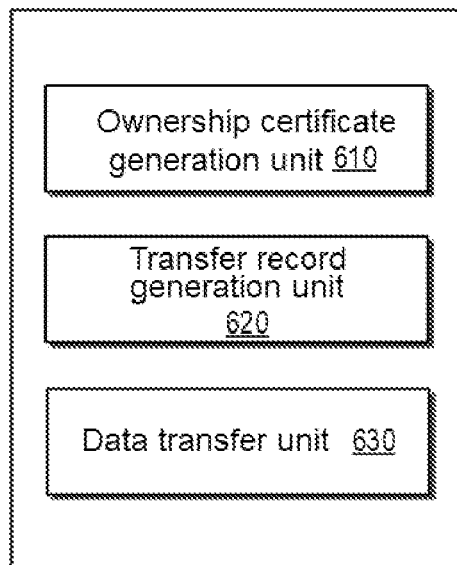 Ownership certificate
generation unit 610
Transfer record
generation unit
620
Data transfer unit 630